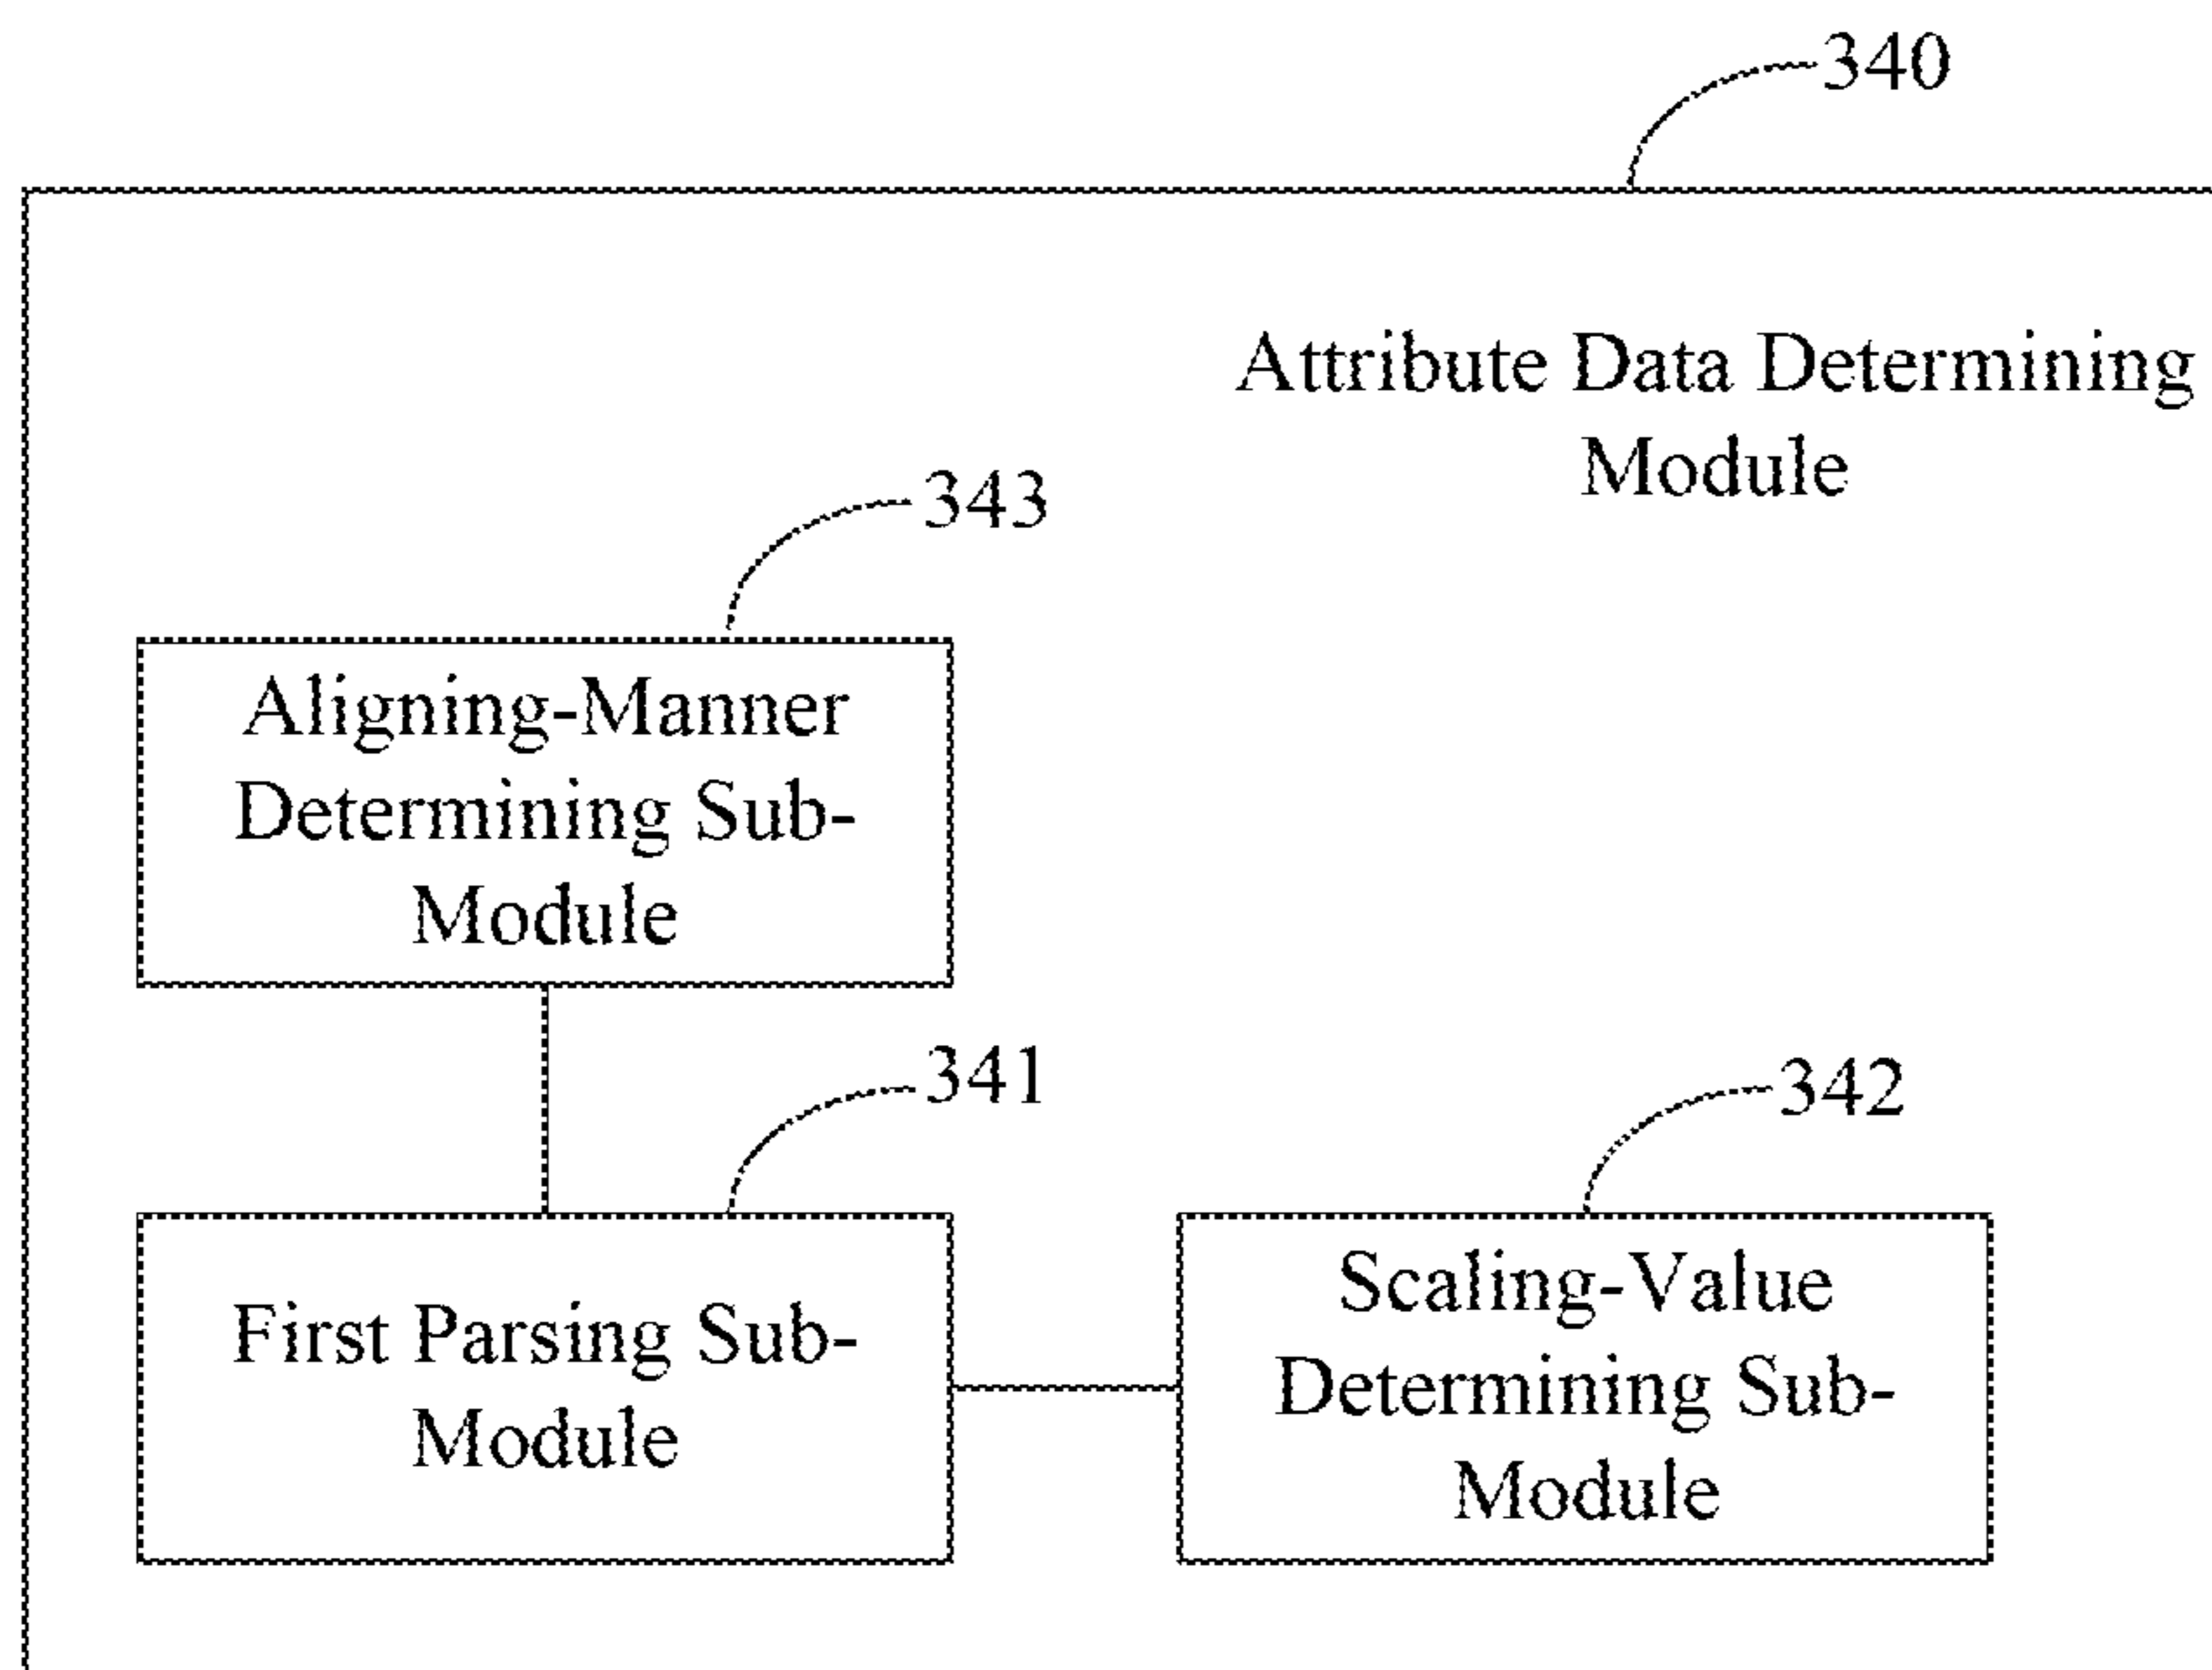 340
Attribute Data Determining
Module
343
Aligning-Manner
Determining Sub-
Module
341
First Parsing Sub-
Module
342
Scaling-Value
Determining Sub-
Module